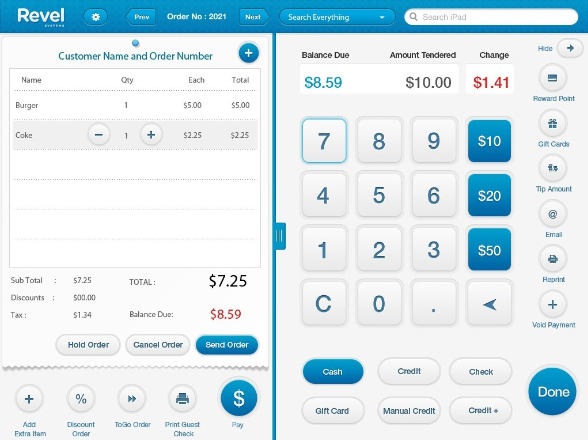 Revel
SYSTEMS
Prev
Order No : 2021
Next
Search Everything
Search iPad
Customer Name and Order Number
+
Name Qty Each Total
Burger 1 $5.00 $5.00
Coke − 1 + $2.25 $2.25
Sub Total : $7.25
Discounts : $00.00
Tax : $1.34
TOTAL : $7.25
Balance Due: $8.59
Hold Order
Cancel Order
Send Order
+
Add
Extra Item
%
Discount
Order
ToGo Order
Print Guest
Check
$
Pay
Balance Due Amount Tendered Change
$8.59 $10.00 $1.41
7 8 9 $10
4 5 6 $20
1 2 3 $50
C 0 .
Cash
Credit
Check
Gift Card
Manual Credit
Credit +
Hide
Reward Point
Gift Cards
Tip Amount
@
Email
Reprint
+
Void Payment
Done